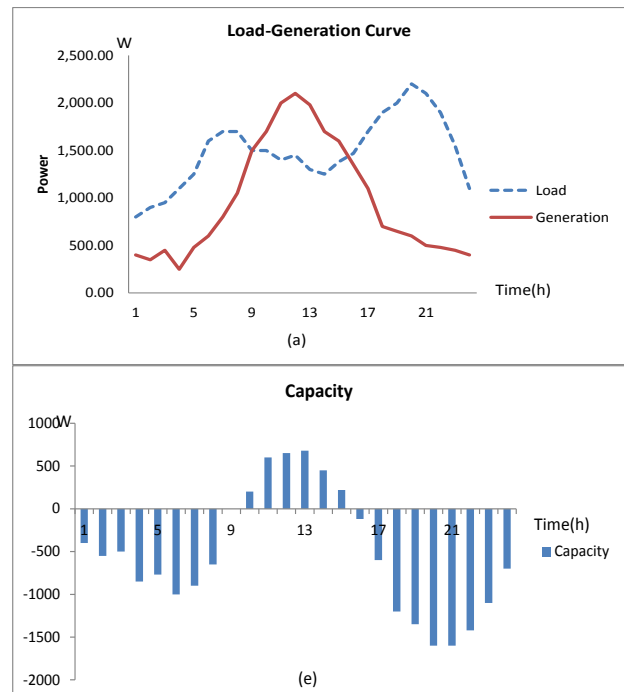 Load-Generation Curve
W
2,500.00
2,000.00
1,500.00
1,000.00
500.00
0.00
Power
Load
Generation
Time(h)
1 5 9 13 17 21
(a)
Capacity
W
1000
500
0
-500
-1000
-1500
-2000
1 5 9 13 17 21
Time(h)
Capacity
(e)